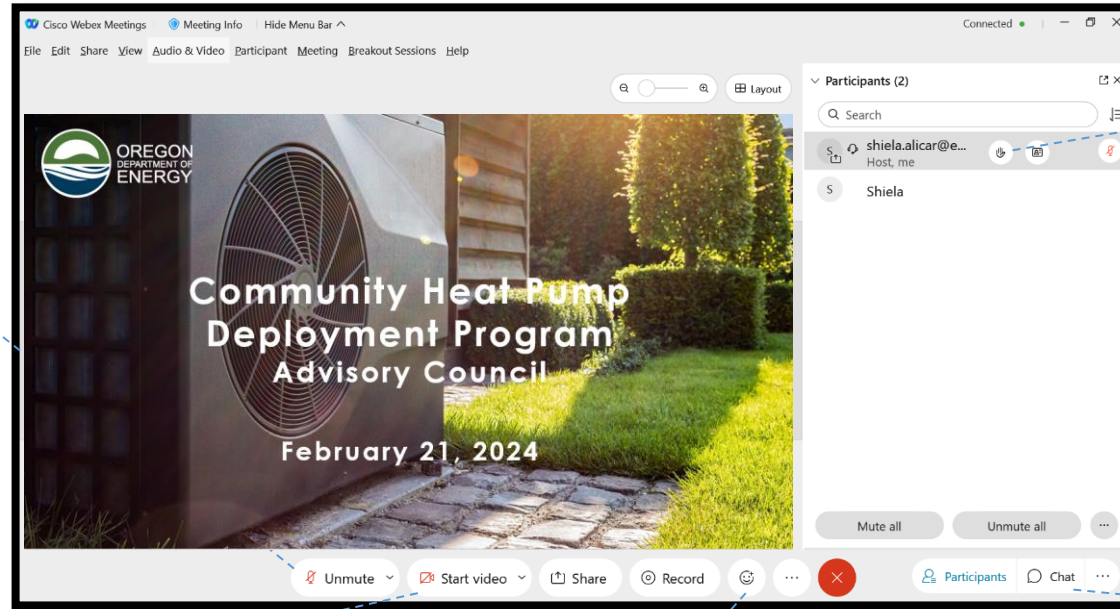 Cisco Webex Meetings Meeting Info Hide Menu Bar Connected
File Edit Share View Audio & Video Participant Meeting Breakout Sessions Help
Layout
Participants (2)
Search
S shiela.alicar@e...
Host, me
S Shiela
OREGON
DEPARTMENT OF
ENERGY
Community Heat Pump
Deployment Program
Advisory Council
February 21, 2024
Mute all Unmute all ...
Unmute Start video Share Record ... Participants Chat ...